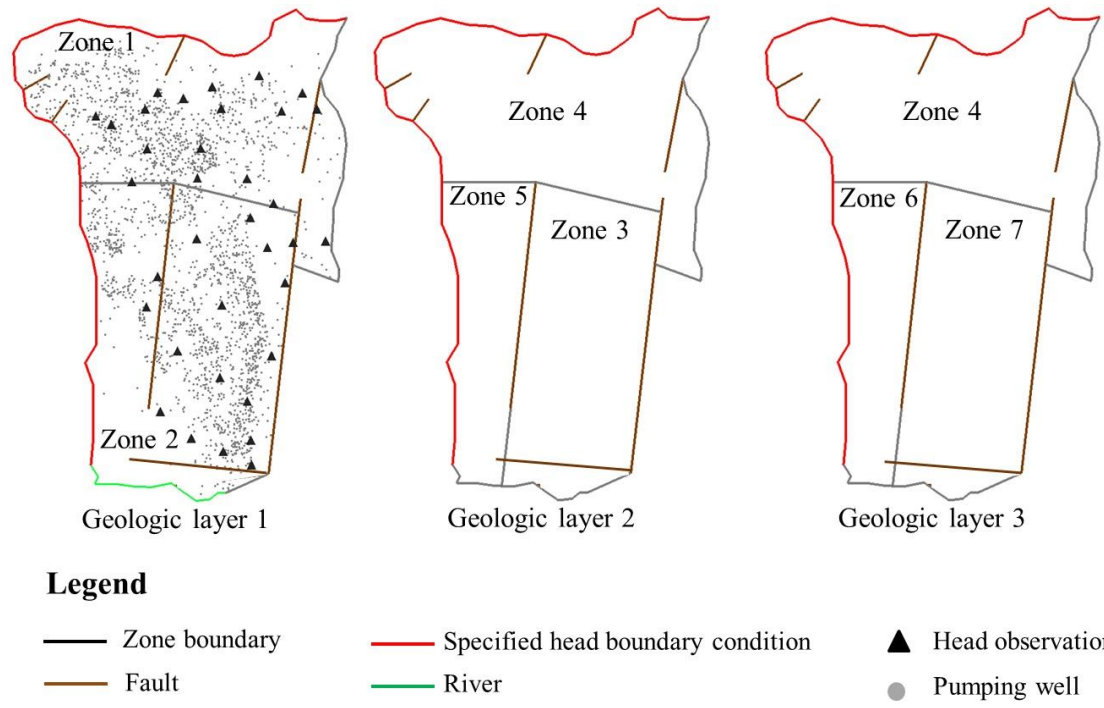 Zone 1
Zone 4
Zone 4
Zone 5
Zone 3
Zone 6
Zone 7
Zone 2
Geologic layer 1
Geologic layer 2
Geologic layer 3
Legend
Zone boundary
Specified head boundary condition
Head observation
Fault
River
Pumping well